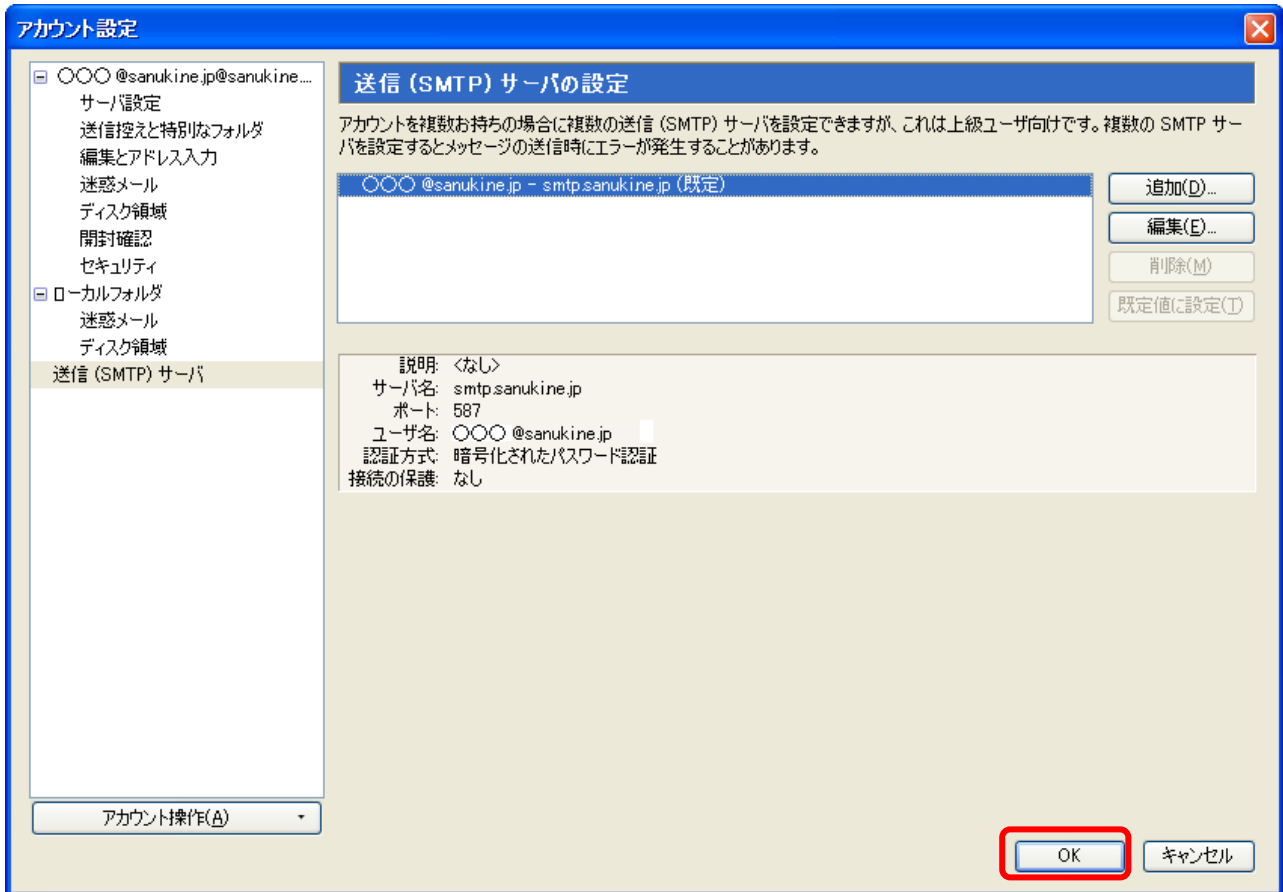 アカウント設定
〇〇〇 @sanukine.jp@sanukine....
サーバ設定
送信控えと特別なフォルダ
編集とアドレス入力
迷惑メール
ディスク領域
開封確認
セキュリティ
ローカルフォルダ
迷惑メール
ディスク領域
送信 (SMTP) サーバ
アカウント操作(A)
送信 (SMTP) サーバの設定
アカウントを複数お持ちの場合に複数の送信 (SMTP) サーバを設定できますが、これは上級ユーザ向けです。複数の SMTP サー
バを設定するとメッセージの送信時にエラーが発生することがあります。
〇〇〇 @sanukine.jp - smtp.sanukine.jp (既定)
追加(D)...
編集(E)...
削除(M)
既定値に設定(T)
説明: <なし>
サーバ名: smtp.sanukine.jp
ポート: 587
ユーザ名: 〇〇〇 @sanukine.jp
認証方式: 暗号化されたパスワード認証
接続の保護: なし
OK
キャンセル